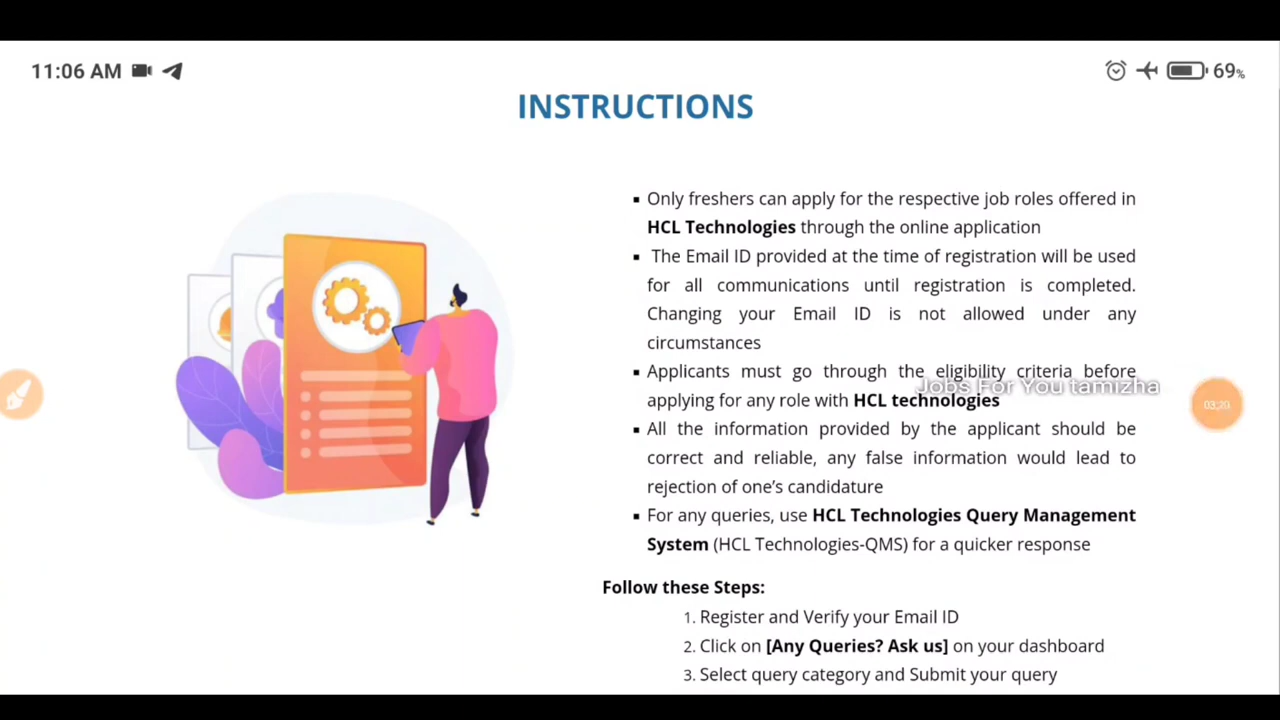 11:06 AM
69%
INSTRUCTIONS
Only freshers can apply for the respective job roles offered in
HCL Technologies through the online application
The Email ID provided at the time of registration will be used
for all communications until registration is completed.
Changing your Email ID is not allowed under any
circumstances
Applicants must go through the eligibility criteria before
Jobs For You tamizha
applying for any role with HCL technologies
03:20
All the information provided by the applicant should be
correct and reliable, any false information would lead to
rejection of one’s candidature
For any queries, use HCL Technologies Query Management
System (HCL Technologies-QMS) for a quicker response
Follow these Steps:
1. Register and Verify your Email ID
2. Click on [Any Queries? Ask us] on your dashboard
3. Select query category and Submit your query